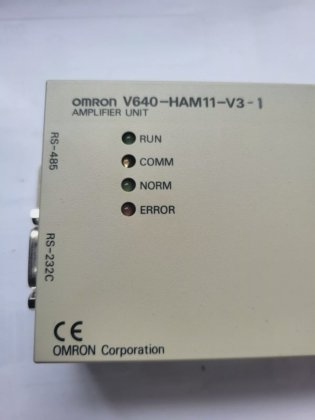 omron V640-HAM11-V3-1
AMPLIFIER UNIT
RS-485
RUN
COMM
NORM
ERROR
RS-232C
CE
OMRON Corporation